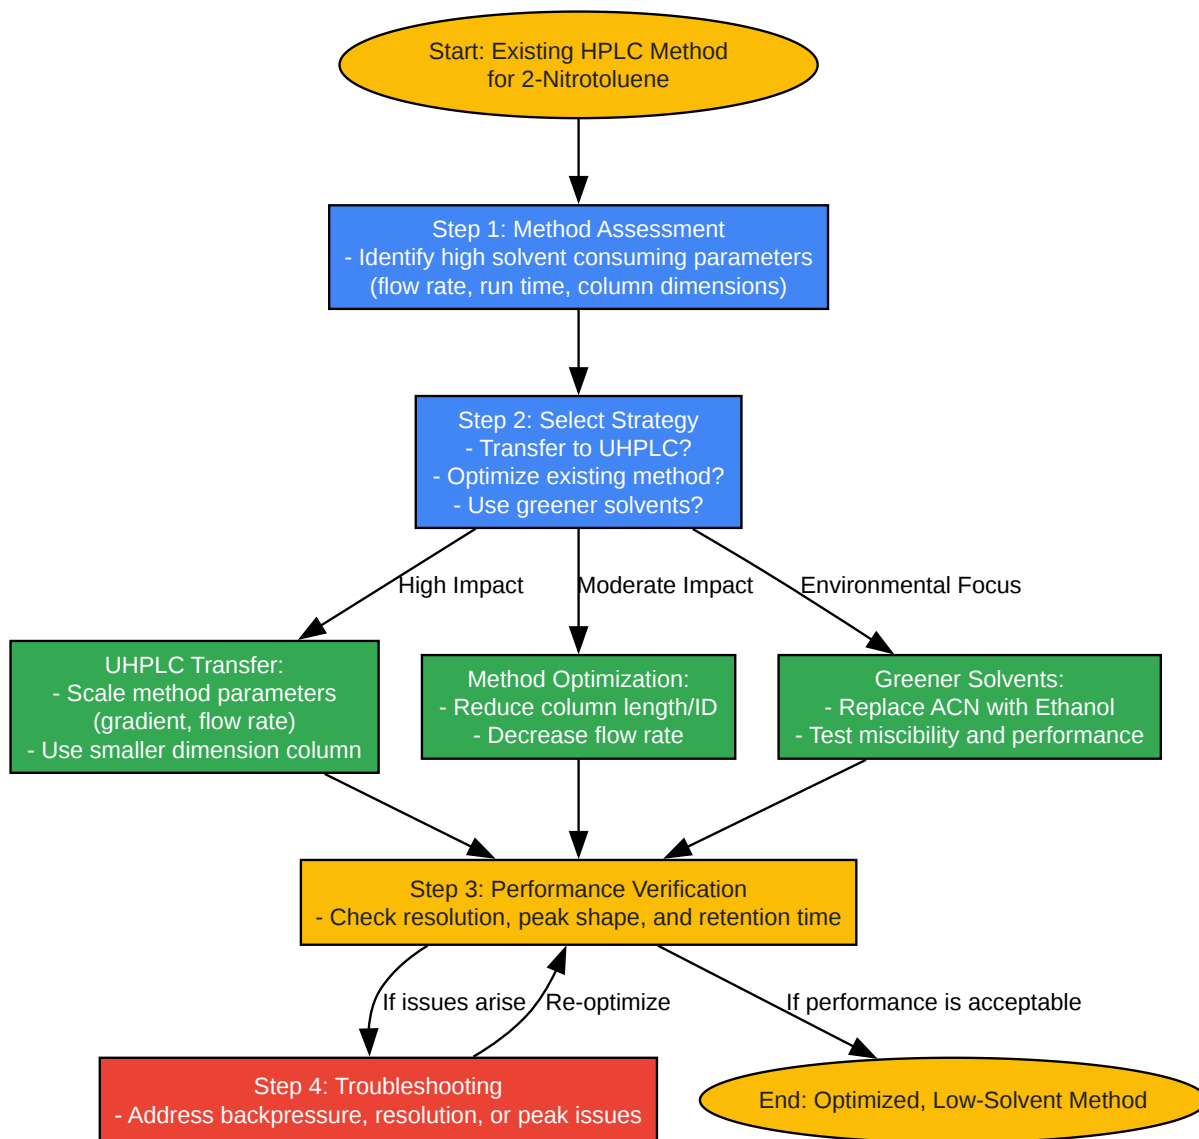 Start: Existing HPLC Method
for 2-Nitrotoluene
Step 1: Method Assessment
- Identify high solvent consuming parameters
(flow rate, run time, column dimensions)
Step 2: Select Strategy
- Transfer to UHPLC?
- Optimize existing method?
- Use greener solvents?
High Impact
Moderate Impact
Environmental Focus
UHPLC Transfer:
- Scale method parameters
(gradient, flow rate)
- Use smaller dimension column
Method Optimization:
- Reduce column length/ID
- Decrease flow rate
Greener Solvents:
- Replace ACN with Ethanol
- Test miscibility and performance
Step 3: Performance Verification
- Check resolution, peak shape, and retention time
If issues arise
Re-optimize
If performance is acceptable
Step 4: Troubleshooting
- Address backpressure, resolution, or peak issues
End: Optimized, Low-Solvent Method